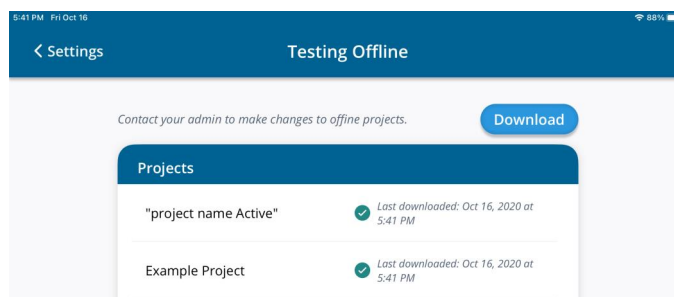 5:41 PM Fri Oct 16 88%
Settings Testing Offline
Contact your admin to make changes to offine projects. Download
Projects
"project name Active" Last downloaded: Oct 16, 2020 at
5:41 PM
Example Project Last downloaded: Oct 16, 2020 at
5:41 PM